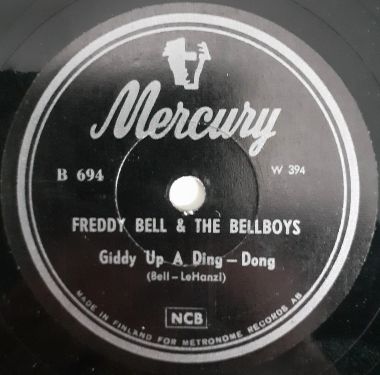 Mercury
B 694
W 394
FREDDY BELL & THE BELLBOYS
Giddy Up A Ding – Dong
(Bell – LeHanzi)
NCB
MADE IN FINLAND FOR METRONOME RECORDS AB